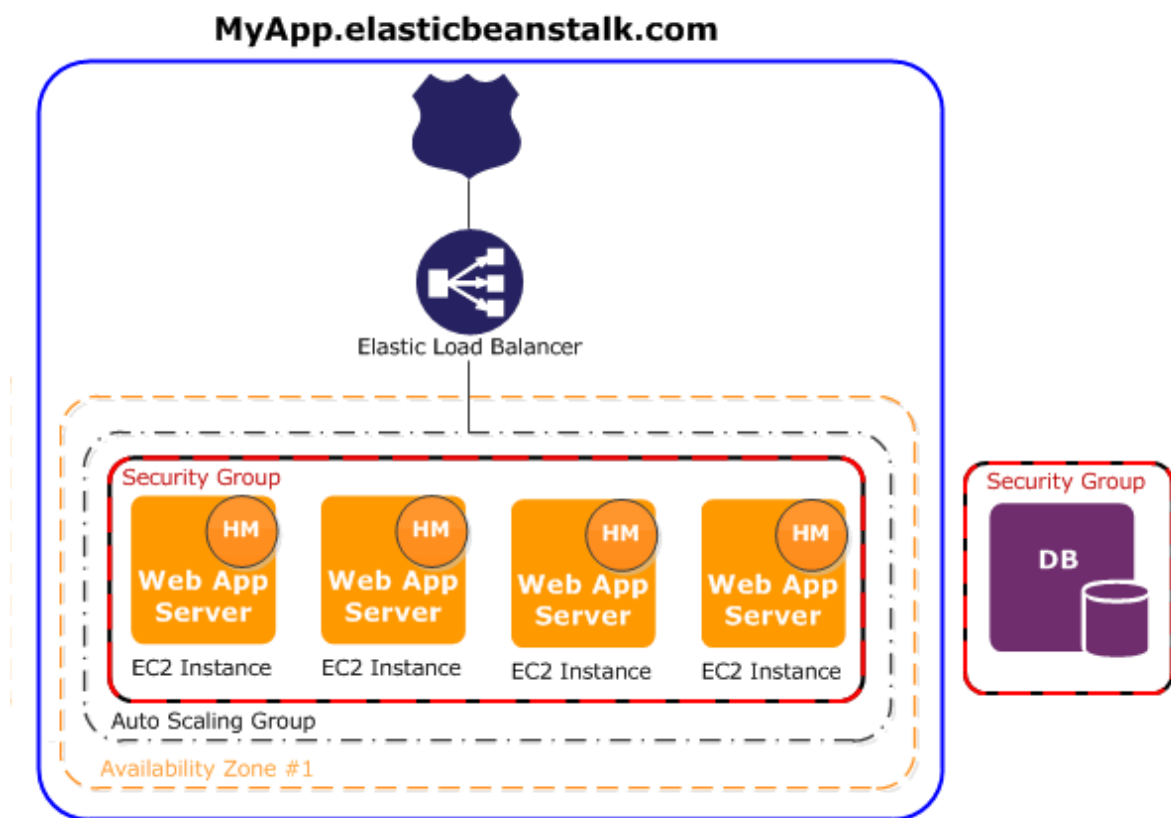 MyApp.elasticbeanstalk.com
Elastic Load Balancer
Security Group
HM
Web App
Server
EC2 Instance
HM
Web App
Server
EC2 Instance
HM
Web App
Server
EC2 Instance
HM
Web App
Server
EC2 Instance
Auto Scaling Group
Availability Zone #1
Security Group
DB